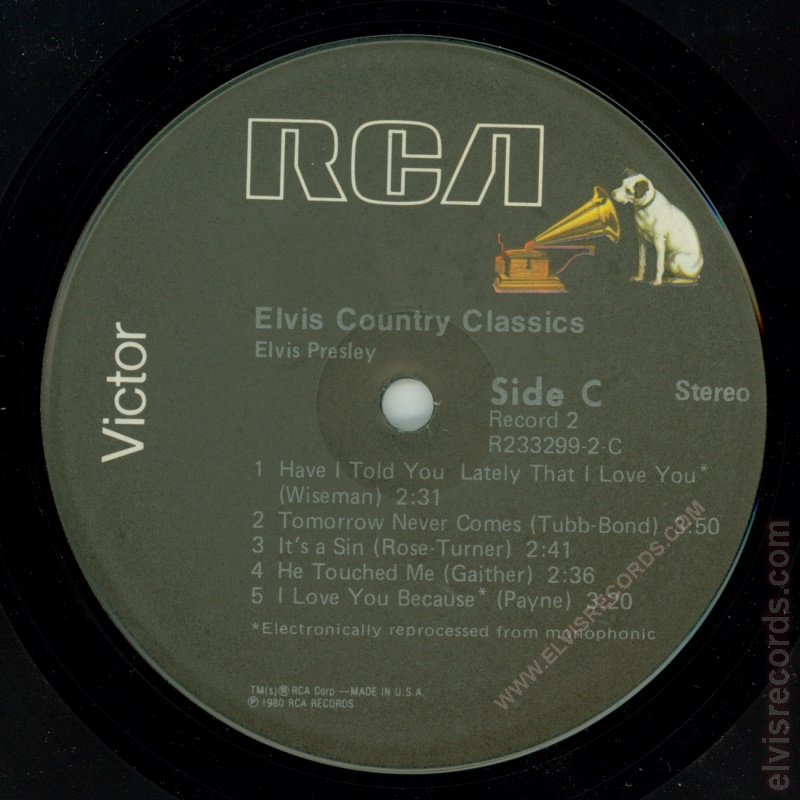 RCA
Victor
Elvis Country Classics
Elvis Presley
Side C
Stereo
Record 2
R233299-2-C
1 Have I Told You Lately That I Love You*
(Wiseman) 2:31
2 Tomorrow Never Comes (Tubb-Bond) 3:50
3 It's a Sin (Rose-Turner) 2:41
4 He Touched Me (Gaither) 2:36
5 I Love You Because* (Payne) 3:20
*Electronically reprocessed from monophonic
TM(s)® RCA Corp — MADE IN U.S.A.
℗ 1980 RCA RECORDS
WWW.ELVISRECORDS.COM
elvisrecords.com